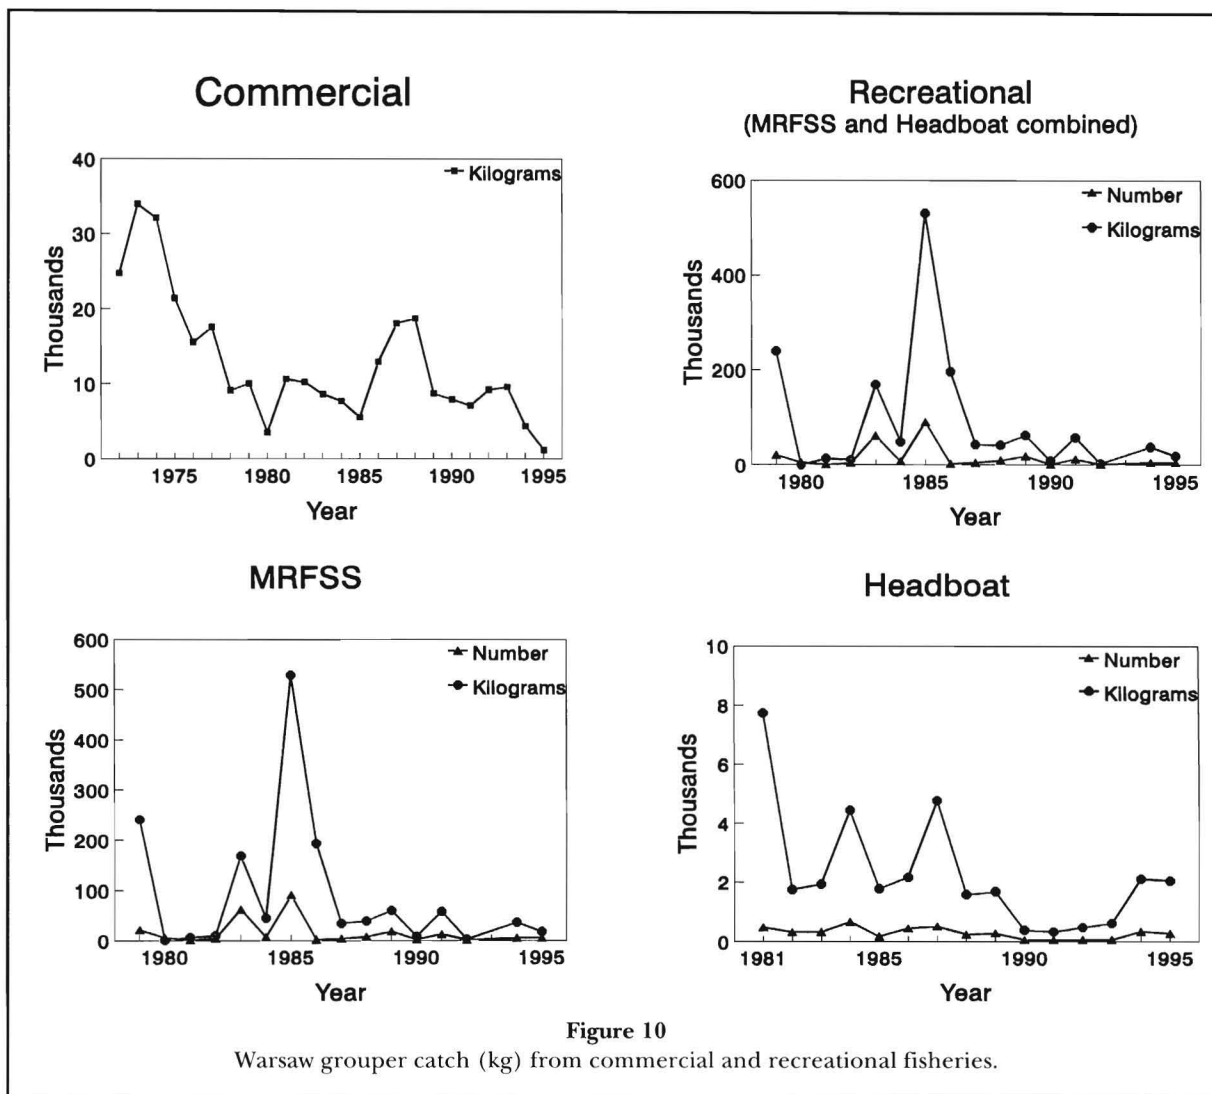 Commercial
40
30
20
10
0
Thousands
Kilograms
1975 1980 1985 1990 1995
Year
Recreational
(MRFSS and Headboat combined)
600
400
200
0
Thousands
Number
Kilograms
1980 1985 1990 1995
Year
MRFSS
600
500
400
300
200
100
0
Thousands
Number
Kilograms
1980 1985 1990 1995
Year
Headboat
10
8
6
4
2
0
Thousands
Number
Kilograms
1981 1985 1990 1995
Year
Figure 10
Warsaw grouper catch (kg) from commercial and recreational fisheries.